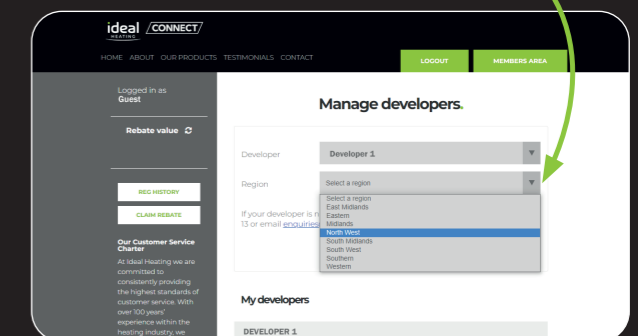 ideal CONNECT
HEATING
HOME ABOUT OUR PRODUCTS TESTIMONIALS CONTACT
LOGOUT
MEMBERS AREA
Logged in as
Guest
Rebate value
REG HISTORY
CLAIM REBATE
Our Customer Service
Charter
At Ideal Heating we are
committed to
consistently providing
the highest standards of
customer service. With
over 100 years'
experience within the
heating industry, we
Manage developers.
Developer
Developer 1
Region
Select a region
Select a region
East Midlands
Eastern
Midlands
North West
South Midlands
South West
Southern
Western
If your developer is n
13 or email enquiries
My developers
DEVELOPER 1